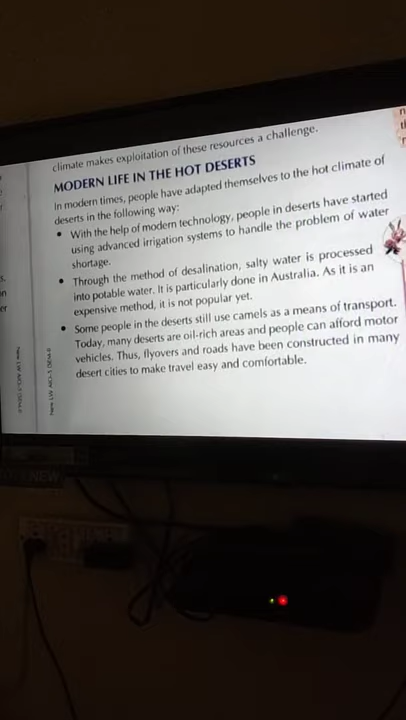 climate makes exploitation of these resources a challenge.
MODERN LIFE IN THE HOT DESERTS
In modern times, people have adapted themselves to the hot climate of
deserts in the following way:
• With the help of modern technology, people in deserts have started
using advanced irrigation systems to handle the problem of water
shortage.
• Through the method of desalination, salty water is processed
into potable water. It is particularly done in Australia. As it is an
expensive method, it is not popular yet.
• Some people in the deserts still use camels as a means of transport.
Today, many deserts are oil-rich areas and people can afford motor
vehicles. Thus, flyovers and roads have been constructed in many
desert cities to make travel easy and comfortable.